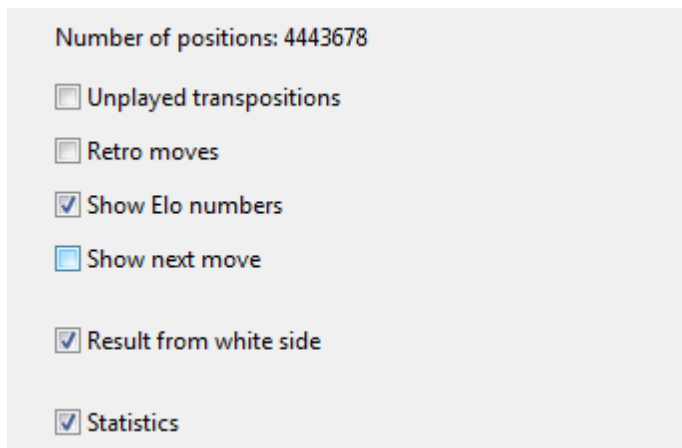 Number of positions: 4443678
Unplayed transpositions
Retro moves
Show Elo numbers
Show next move
Result from white side
Statistics